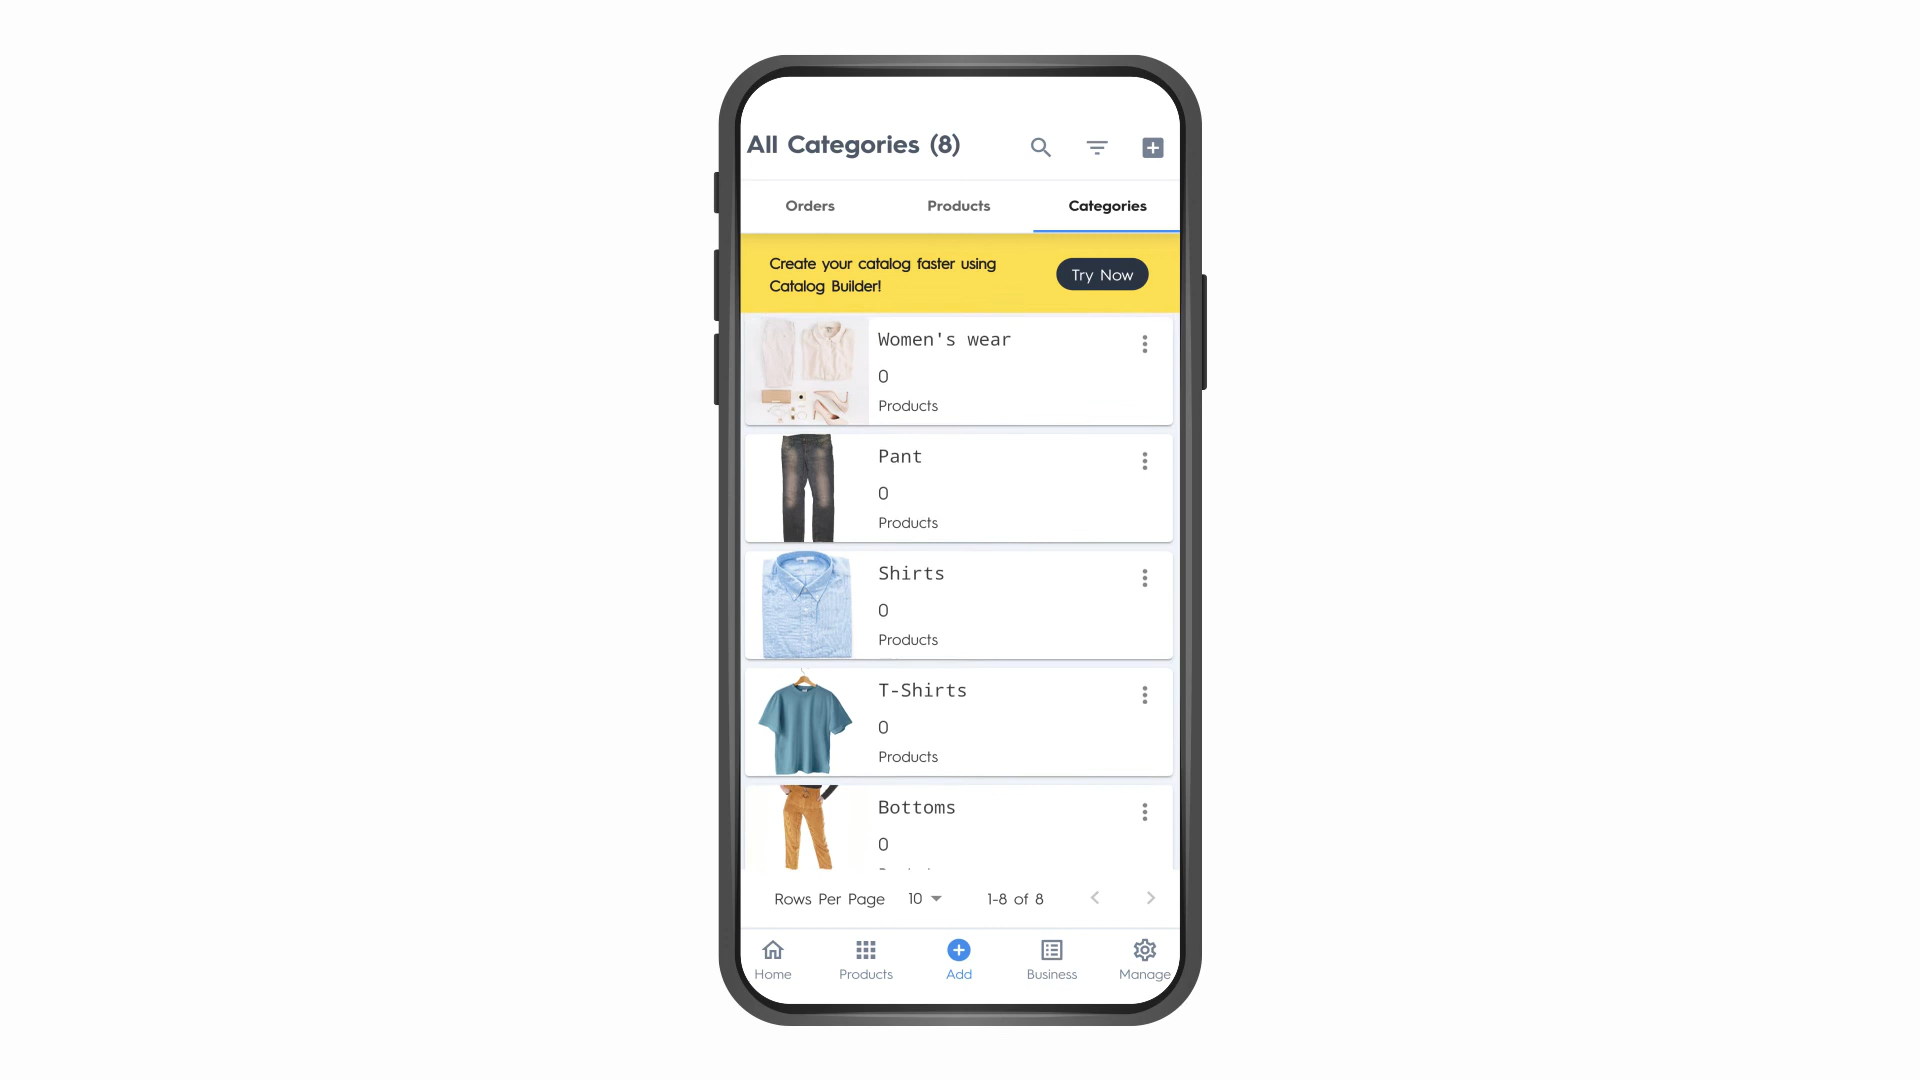 All Categories (8)
Orders Products Categories
Create your catalog faster using
Catalog Builder!
Try Now
Women's wear
0
Products
Pant
0
Products
Shirts
0
Products
T-Shirts
0
Products
Bottoms
0
Rows Per Page 10 1-8 of 8
Home Products Add Business Manage